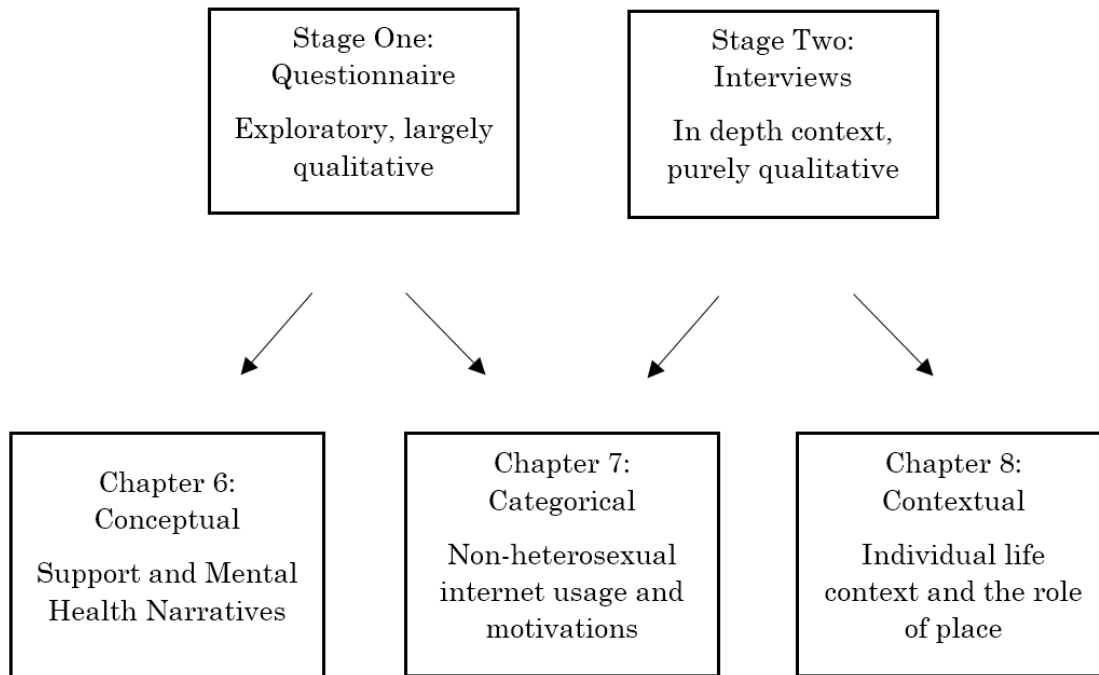 Stage One:
Questionnaire
Exploratory, largely
qualitative
Stage Two:
Interviews
In depth context,
purely qualitative
Chapter 6:
Conceptual
Support and Mental
Health Narratives
Chapter 7:
Categorical
Non-heterosexual
internet usage and
motivations
Chapter 8:
Contextual
Individual life
context and the role
of place